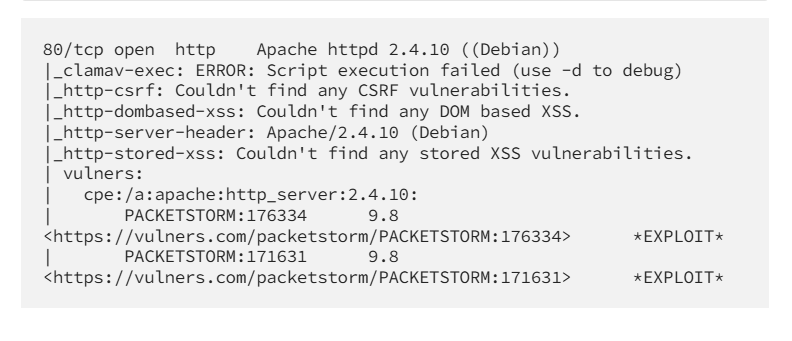 80/tcp open  http    Apache httpd 2.4.10 ((Debian))
|_clamav-exec: ERROR: Script execution failed (use -d to debug)
|_http-csrf: Couldn't find any CSRF vulnerabilities.
|_http-dombased-xss: Couldn't find any DOM based XSS.
|_http-server-header: Apache/2.4.10 (Debian)
|_http-stored-xss: Couldn't find any stored XSS vulnerabilities.
| vulners:
|   cpe:/a:apache:http_server:2.4.10:
|       PACKETSTORM:176334      9.8
<https://vulners.com/packetstorm/PACKETSTORM:176334>      *EXPLOIT*
|       PACKETSTORM:171631      9.8
<https://vulners.com/packetstorm/PACKETSTORM:171631>      *EXPLOIT*